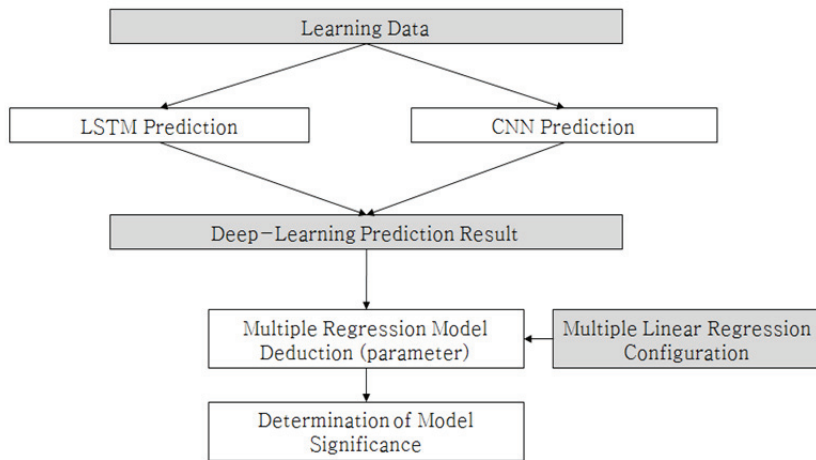 Learning Data
LSTM Prediction
CNN Prediction
Deep-Learning Prediction Result
Multiple Regression Model
Deduction (parameter)
Multiple Linear Regression
Configuration
Determination of Model
Significance